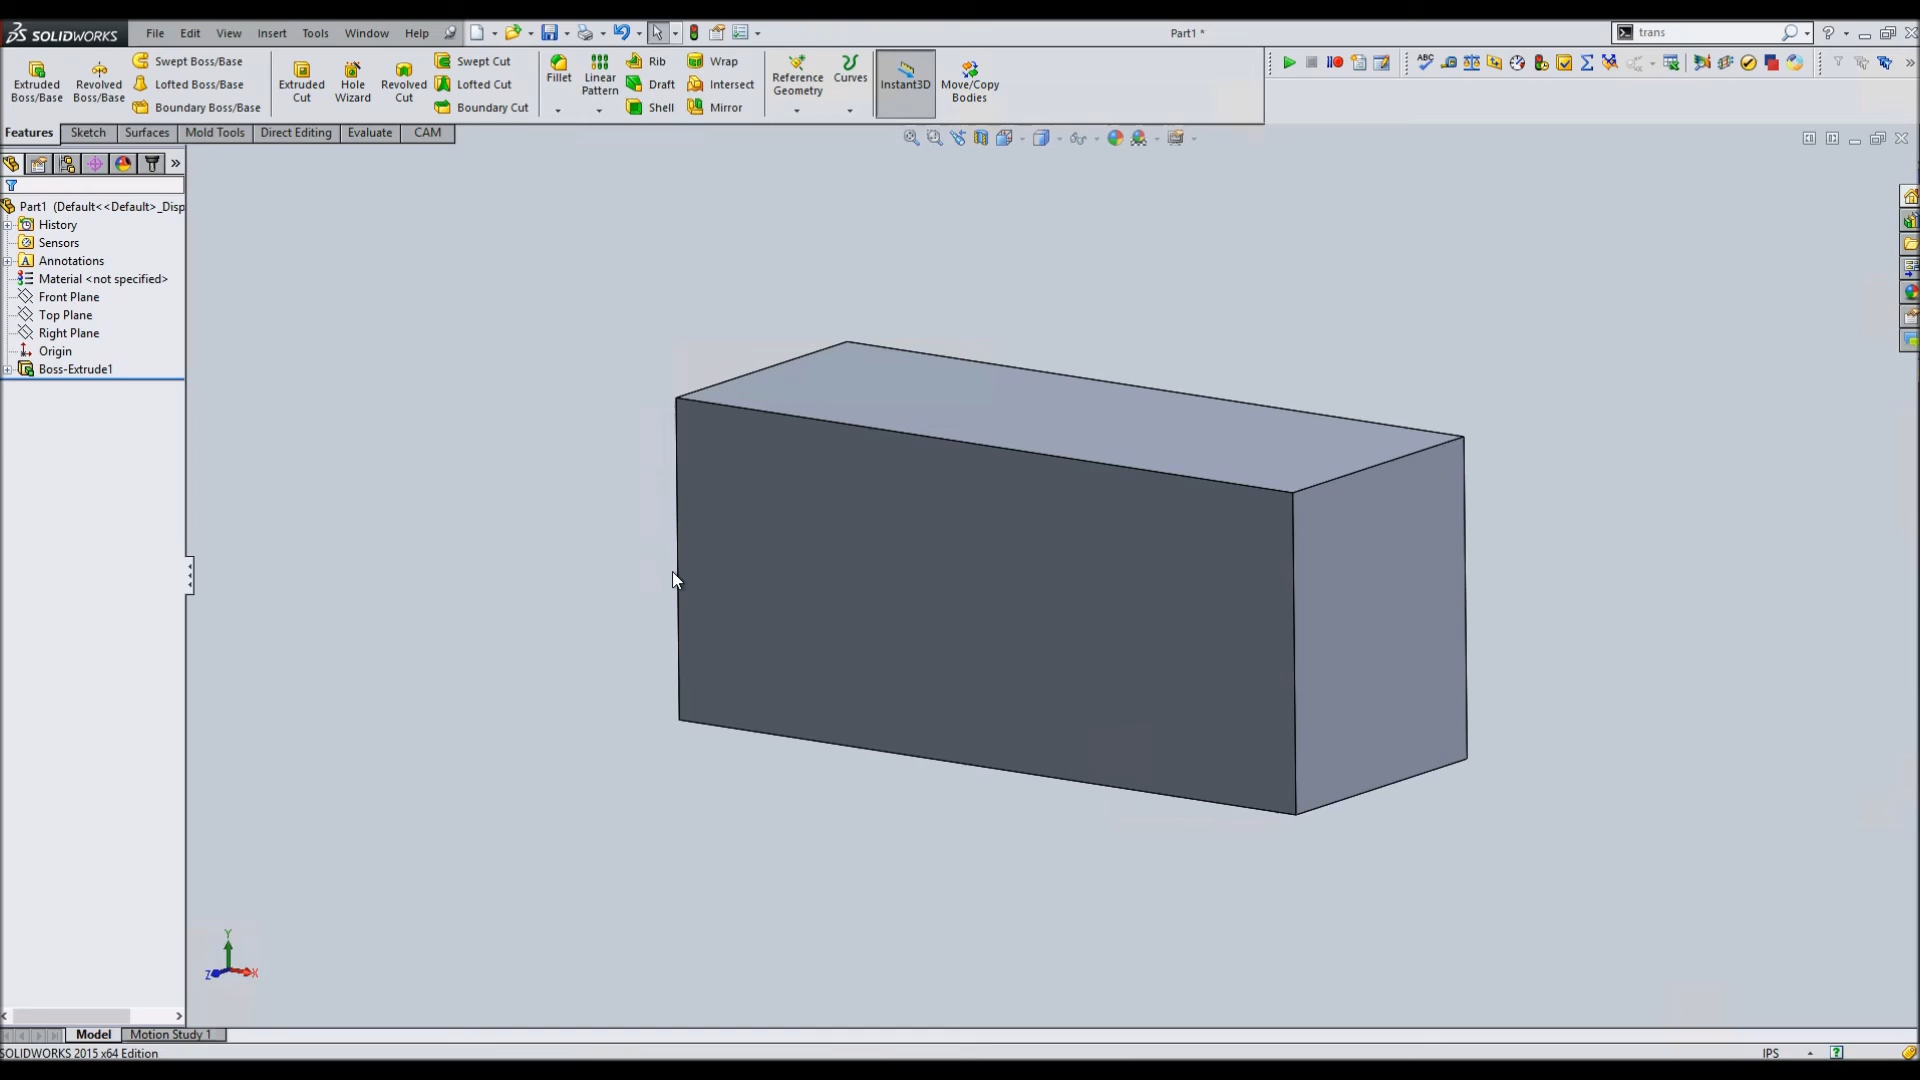 SOLIDWORKS File Edit View Insert Tools Window Help Part1 * trans
Extruded Boss/Base
Revolved Boss/Base
Swept Boss/Base
Lofted Boss/Base
Boundary Boss/Base
Extruded Cut
Hole Wizard
Revolved Cut
Swept Cut
Lofted Cut
Boundary Cut
Fillet
Linear Pattern
Rib
Draft
Shell
Wrap
Intersect
Mirror
Reference Geometry
Curves
Instant3D
Move/Copy Bodies
Features Sketch Surfaces Mold Tools Direct Editing Evaluate CAM
Part1 (Default<<Default>_Disp
History
Sensors
Annotations
Material <not specified>
Front Plane
Top Plane
Right Plane
Origin
Boss-Extrude1
Y
Z X
Model Motion Study 1
SOLIDWORKS 2015 x64 Edition IPS